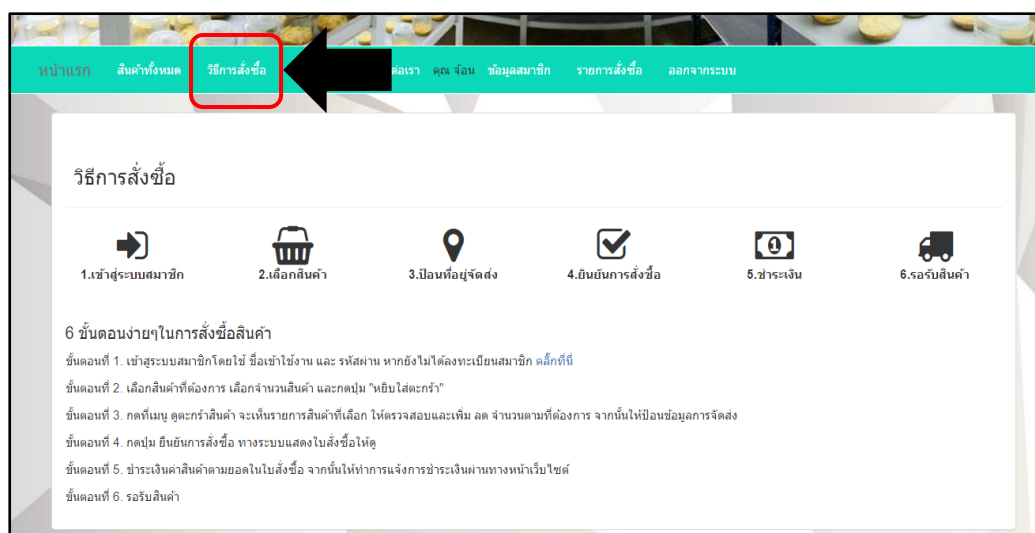 หน้าแรก สินค้าทั้งหมด วิธีการสั่งซื้อ ต่อเรา คุณ จ๋อน ข้อมูลสมาชิก รายการสั่งซื้อ ออกจากระบบ
วิธีการสั่งซื้อ
1.เข้าสู่ระบบสมาชิก 2.เลือกสินค้า 3.ป้อนที่อยู่จัดส่ง 4.ยืนยันการสั่งซื้อ 5.ชำระเงิน 6.รอรับสินค้า
6 ขั้นตอนง่ายๆในการสั่งซื้อสินค้า
ขั้นตอนที่ 1. เข้าสุระบบสมาชิกโดยใช้ ชื่อเข้าใช้งาน และ รหัสผ่าน หากยังไม่ได้ลงทะเบียนสมาชิก คลิ๊กที่นี่
ขั้นตอนที่ 2. เลือกสินค้าที่ต้องการ เลือกจำนวนสินค้า และกดปุ่ม "หยิบใส่ตะกร้า"
ขั้นตอนที่ 3. กดที่เมนู ดูตะกร้าสินค้า จะเห็นรายการสินค้าที่เลือก ให้ตรวจสอบและเพิ่ม ลด จำนวนตามที่ต้องการ จากนั้นให้ป้อนข้อมูลการจัดส่ง
ขั้นตอนที่ 4. กดปุ่ม ยืนยันการสั่งซื้อ ทางระบบแสดงใบสั่งซื้อให้ดู
ขั้นตอนที่ 5. ชำระเงินค่าสินค้าตามยอดในใบสั่งซื้อ จากนั้นให้ทำการแจ้งการชำระเงินผ่านทางหน้าเว็บไซต์
ขั้นตอนที่ 6. รอรับสินค้า